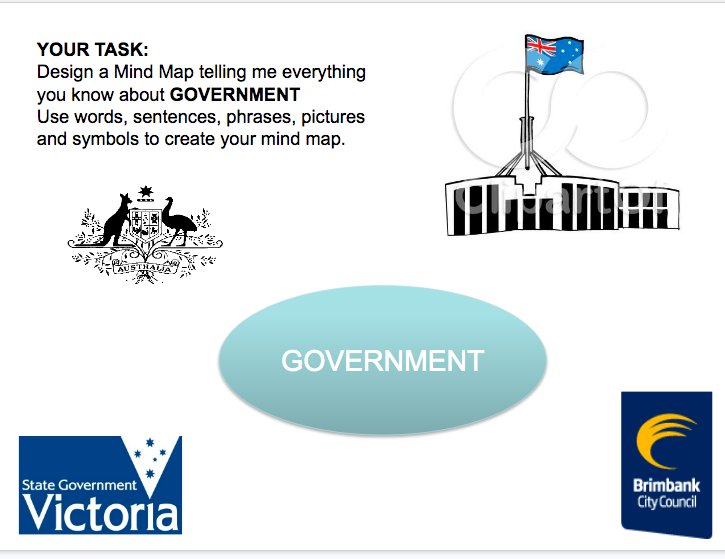 YOUR TASK:
Design a Mind Map telling me everything
you know about GOVERNMENT
Use words, sentences, phrases, pictures
and symbols to create your mind map.
AUSTRALIA
GOVERNMENT
State Government
Victoria
Brimbank
City Council